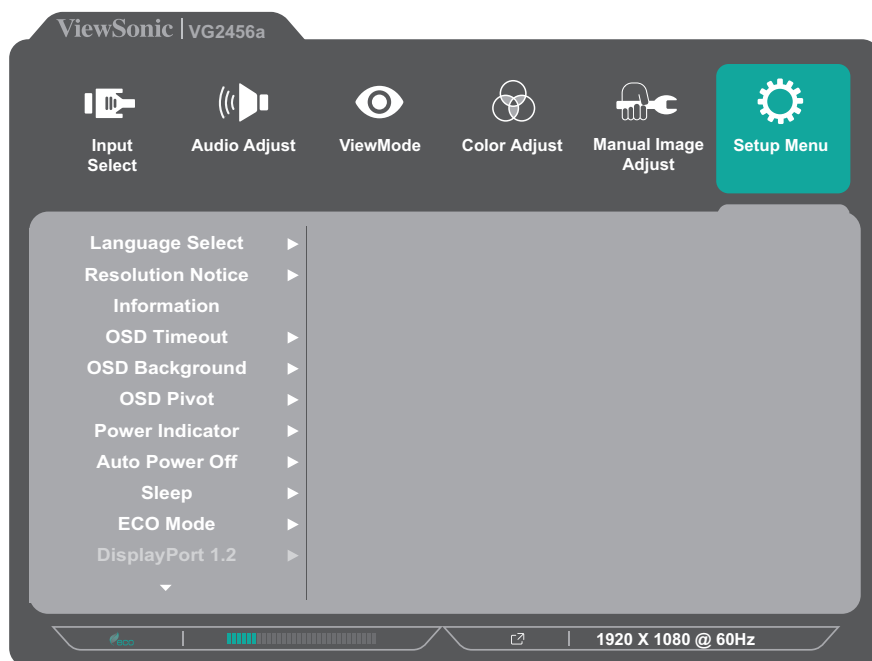 ViewSonic | VG2456a
Input Select
Audio Adjust
ViewMode
Color Adjust
Manual Image Adjust
Setup Menu
Language Select
Resolution Notice
Information
OSD Timeout
OSD Background
OSD Pivot
Power Indicator
Auto Power Off
Sleep
ECO Mode
DisplayPort 1.2
eco
1920 X 1080 @ 60Hz